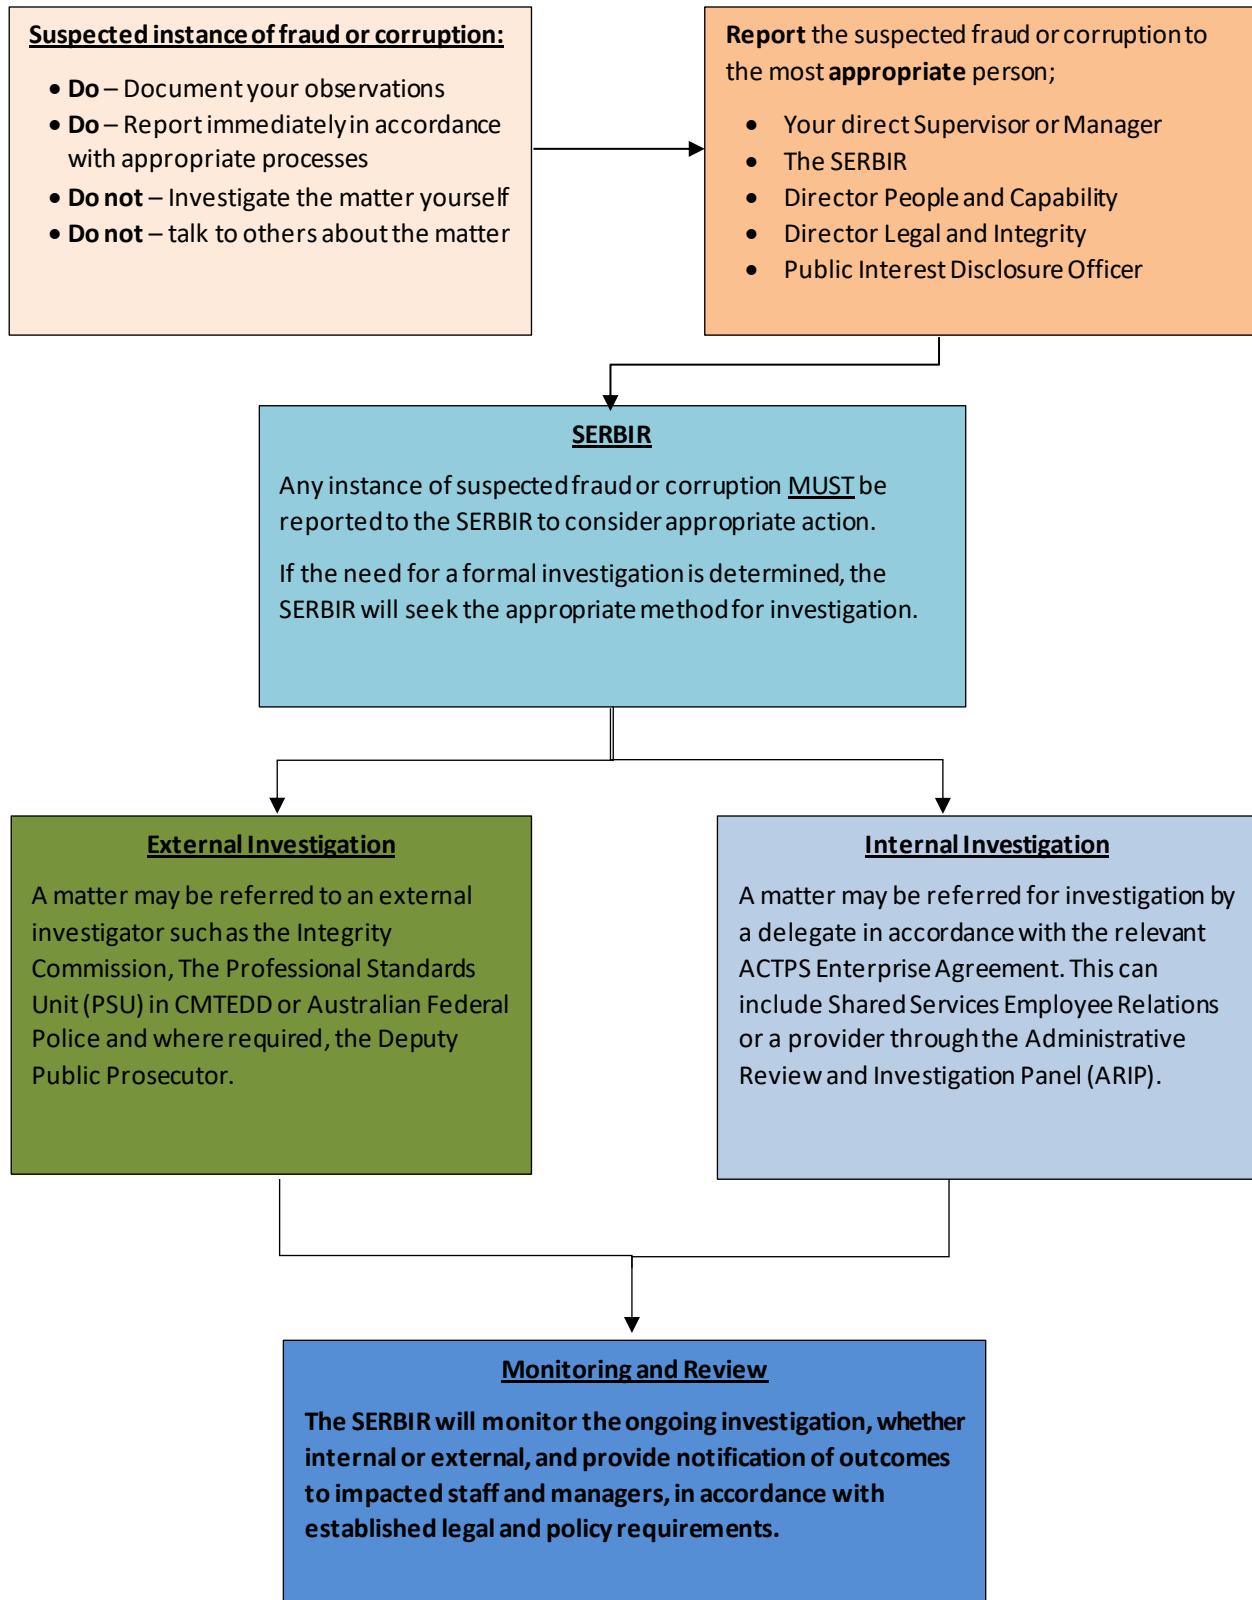 Suspected instance of fraud or corruption:
• Do – Document your observations
• Do – Report immediately in accordance
with appropriate processes
• Do not – Investigate the matter yourself
• Do not – talk to others about the matter
Report the suspected fraud or corruption to
the most appropriate person;
• Your direct Supervisor or Manager
• The SERBIR
• Director People and Capability
• Director Legal and Integrity
• Public Interest Disclosure Officer
SERBIR
Any instance of suspected fraud or corruption MUST be
reported to the SERBIR to consider appropriate action.
If the need for a formal investigation is determined, the
SERBIR will seek the appropriate method for investigation.
External Investigation
A matter may be referred to an external
investigator such as the Integrity
Commission, The Professional Standards
Unit (PSU) in CMTEDD or Australian Federal
Police and where required, the Deputy
Public Prosecutor.
Internal Investigation
A matter may be referred for investigation by
a delegate in accordance with the relevant
ACTPS Enterprise Agreement. This can
include Shared Services Employee Relations
or a provider through the Administrative
Review and Investigation Panel (ARIP).
Monitoring and Review
The SERBIR will monitor the ongoing investigation, whether
internal or external, and provide notification of outcomes
to impacted staff and managers, in accordance with
established legal and policy requirements.